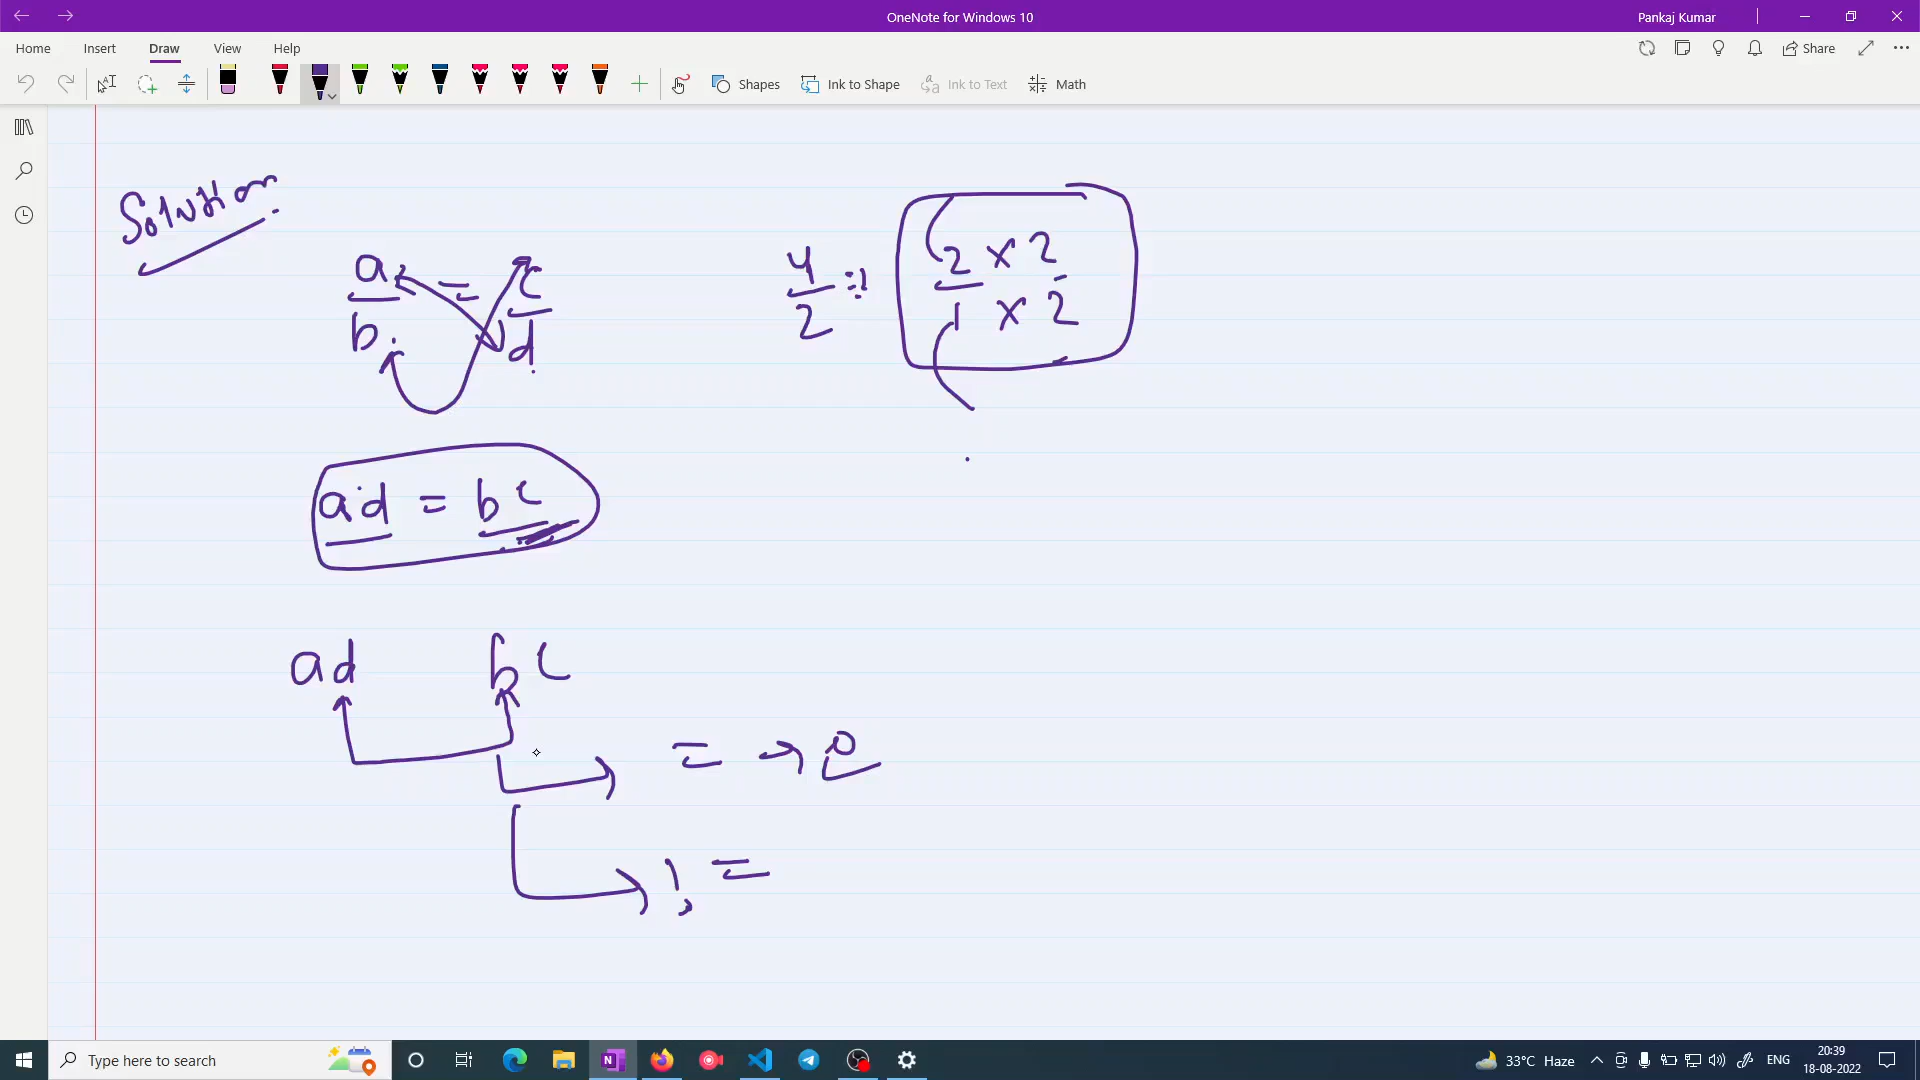 OneNote for Windows 10
Pankaj Kumar
Home Insert Draw View Help
Share
Shapes
Ink to Shape
Ink to Text
Math
Solution
a/b = c/d
4/2 = 2 x 2
1 x 2
ad = bc
ad bc
= → 0
! =
Type here to search
33°C Haze
ENG
20:39
18-08-2022